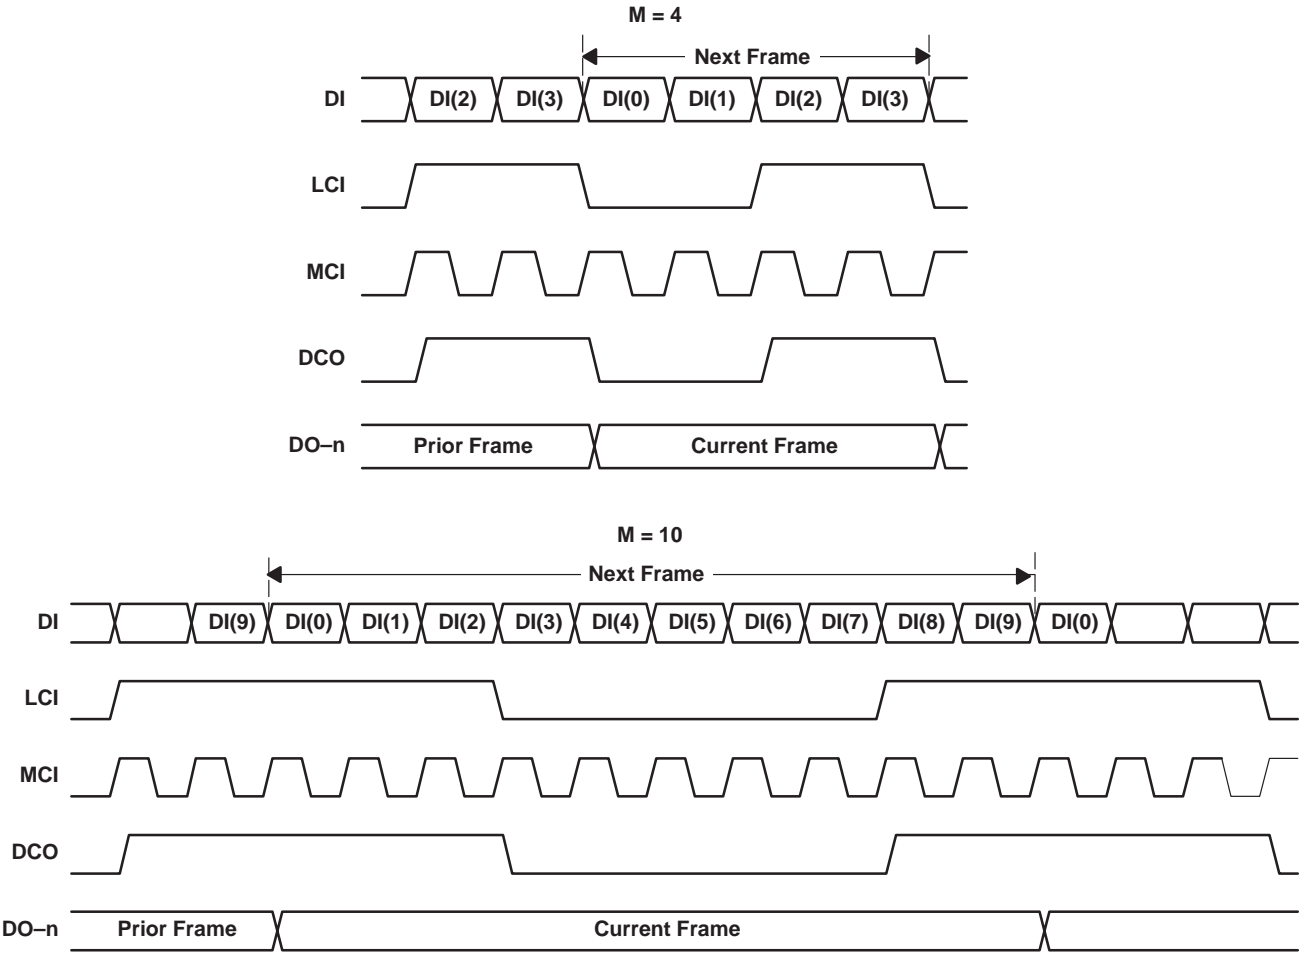 M = 4
Next Frame
DI DI(2) DI(3) DI(0) DI(1) DI(2) DI(3)
LCI
MCI
DCO
DO–n Prior Frame Current Frame
M = 10
Next Frame
DI DI(9) DI(0) DI(1) DI(2) DI(3) DI(4) DI(5) DI(6) DI(7) DI(8) DI(9) DI(0)
LCI
MCI
DCO
DO–n Prior Frame Current Frame